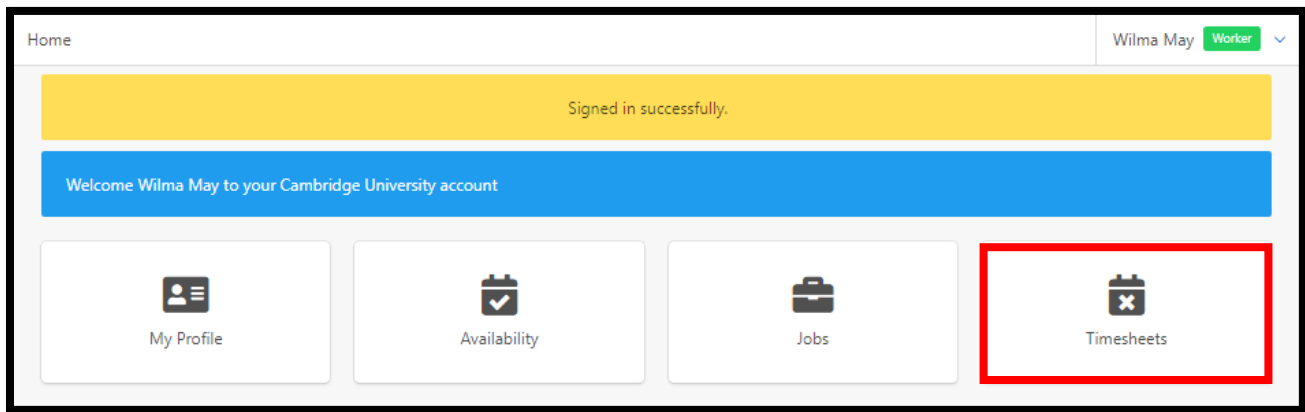 Home
Wilma May Worker
Signed in successfully.
Welcome Wilma May to your Cambridge University account
My Profile
Availability
Jobs
Timesheets